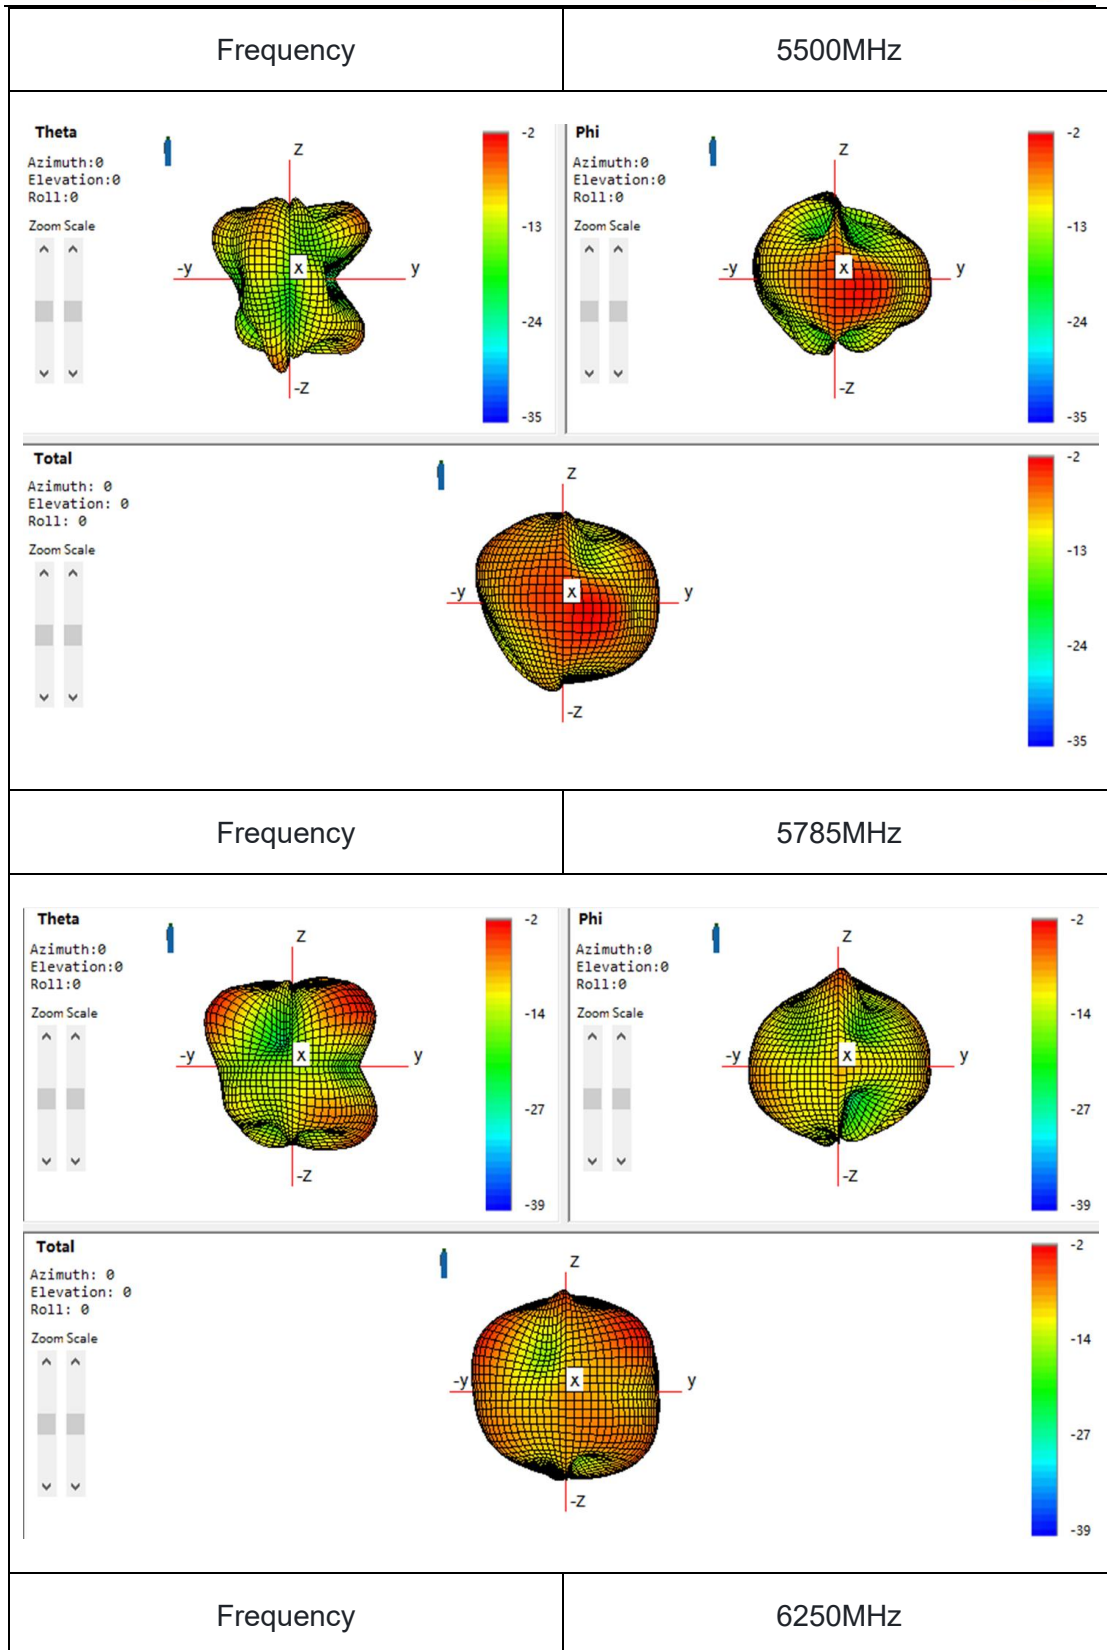 Frequency 5500MHz
Theta
Azimuth:0
Elevation:0
Roll:0
Zoom Scale
Z
-y X y
-Z
-2
-13
-24
-35
Phi
Azimuth:0
Elevation:0
Roll:0
Zoom Scale
Z
-y X y
-Z
-2
-13
-24
-35
Total
Azimuth: 0
Elevation: 0
Roll: 0
Zoom Scale
Z
-y X y
-Z
-2
-13
-24
-35
Frequency 5785MHz
Theta
Azimuth:0
Elevation:0
Roll:0
Zoom Scale
Z
-y X y
-Z
-2
-14
-27
-39
Phi
Azimuth:0
Elevation:0
Roll:0
Zoom Scale
Z
-y X y
-Z
-2
-14
-27
-39
Total
Azimuth: 0
Elevation: 0
Roll: 0
Zoom Scale
Z
-y X y
-Z
-2
-14
-27
-39
Frequency 6250MHz